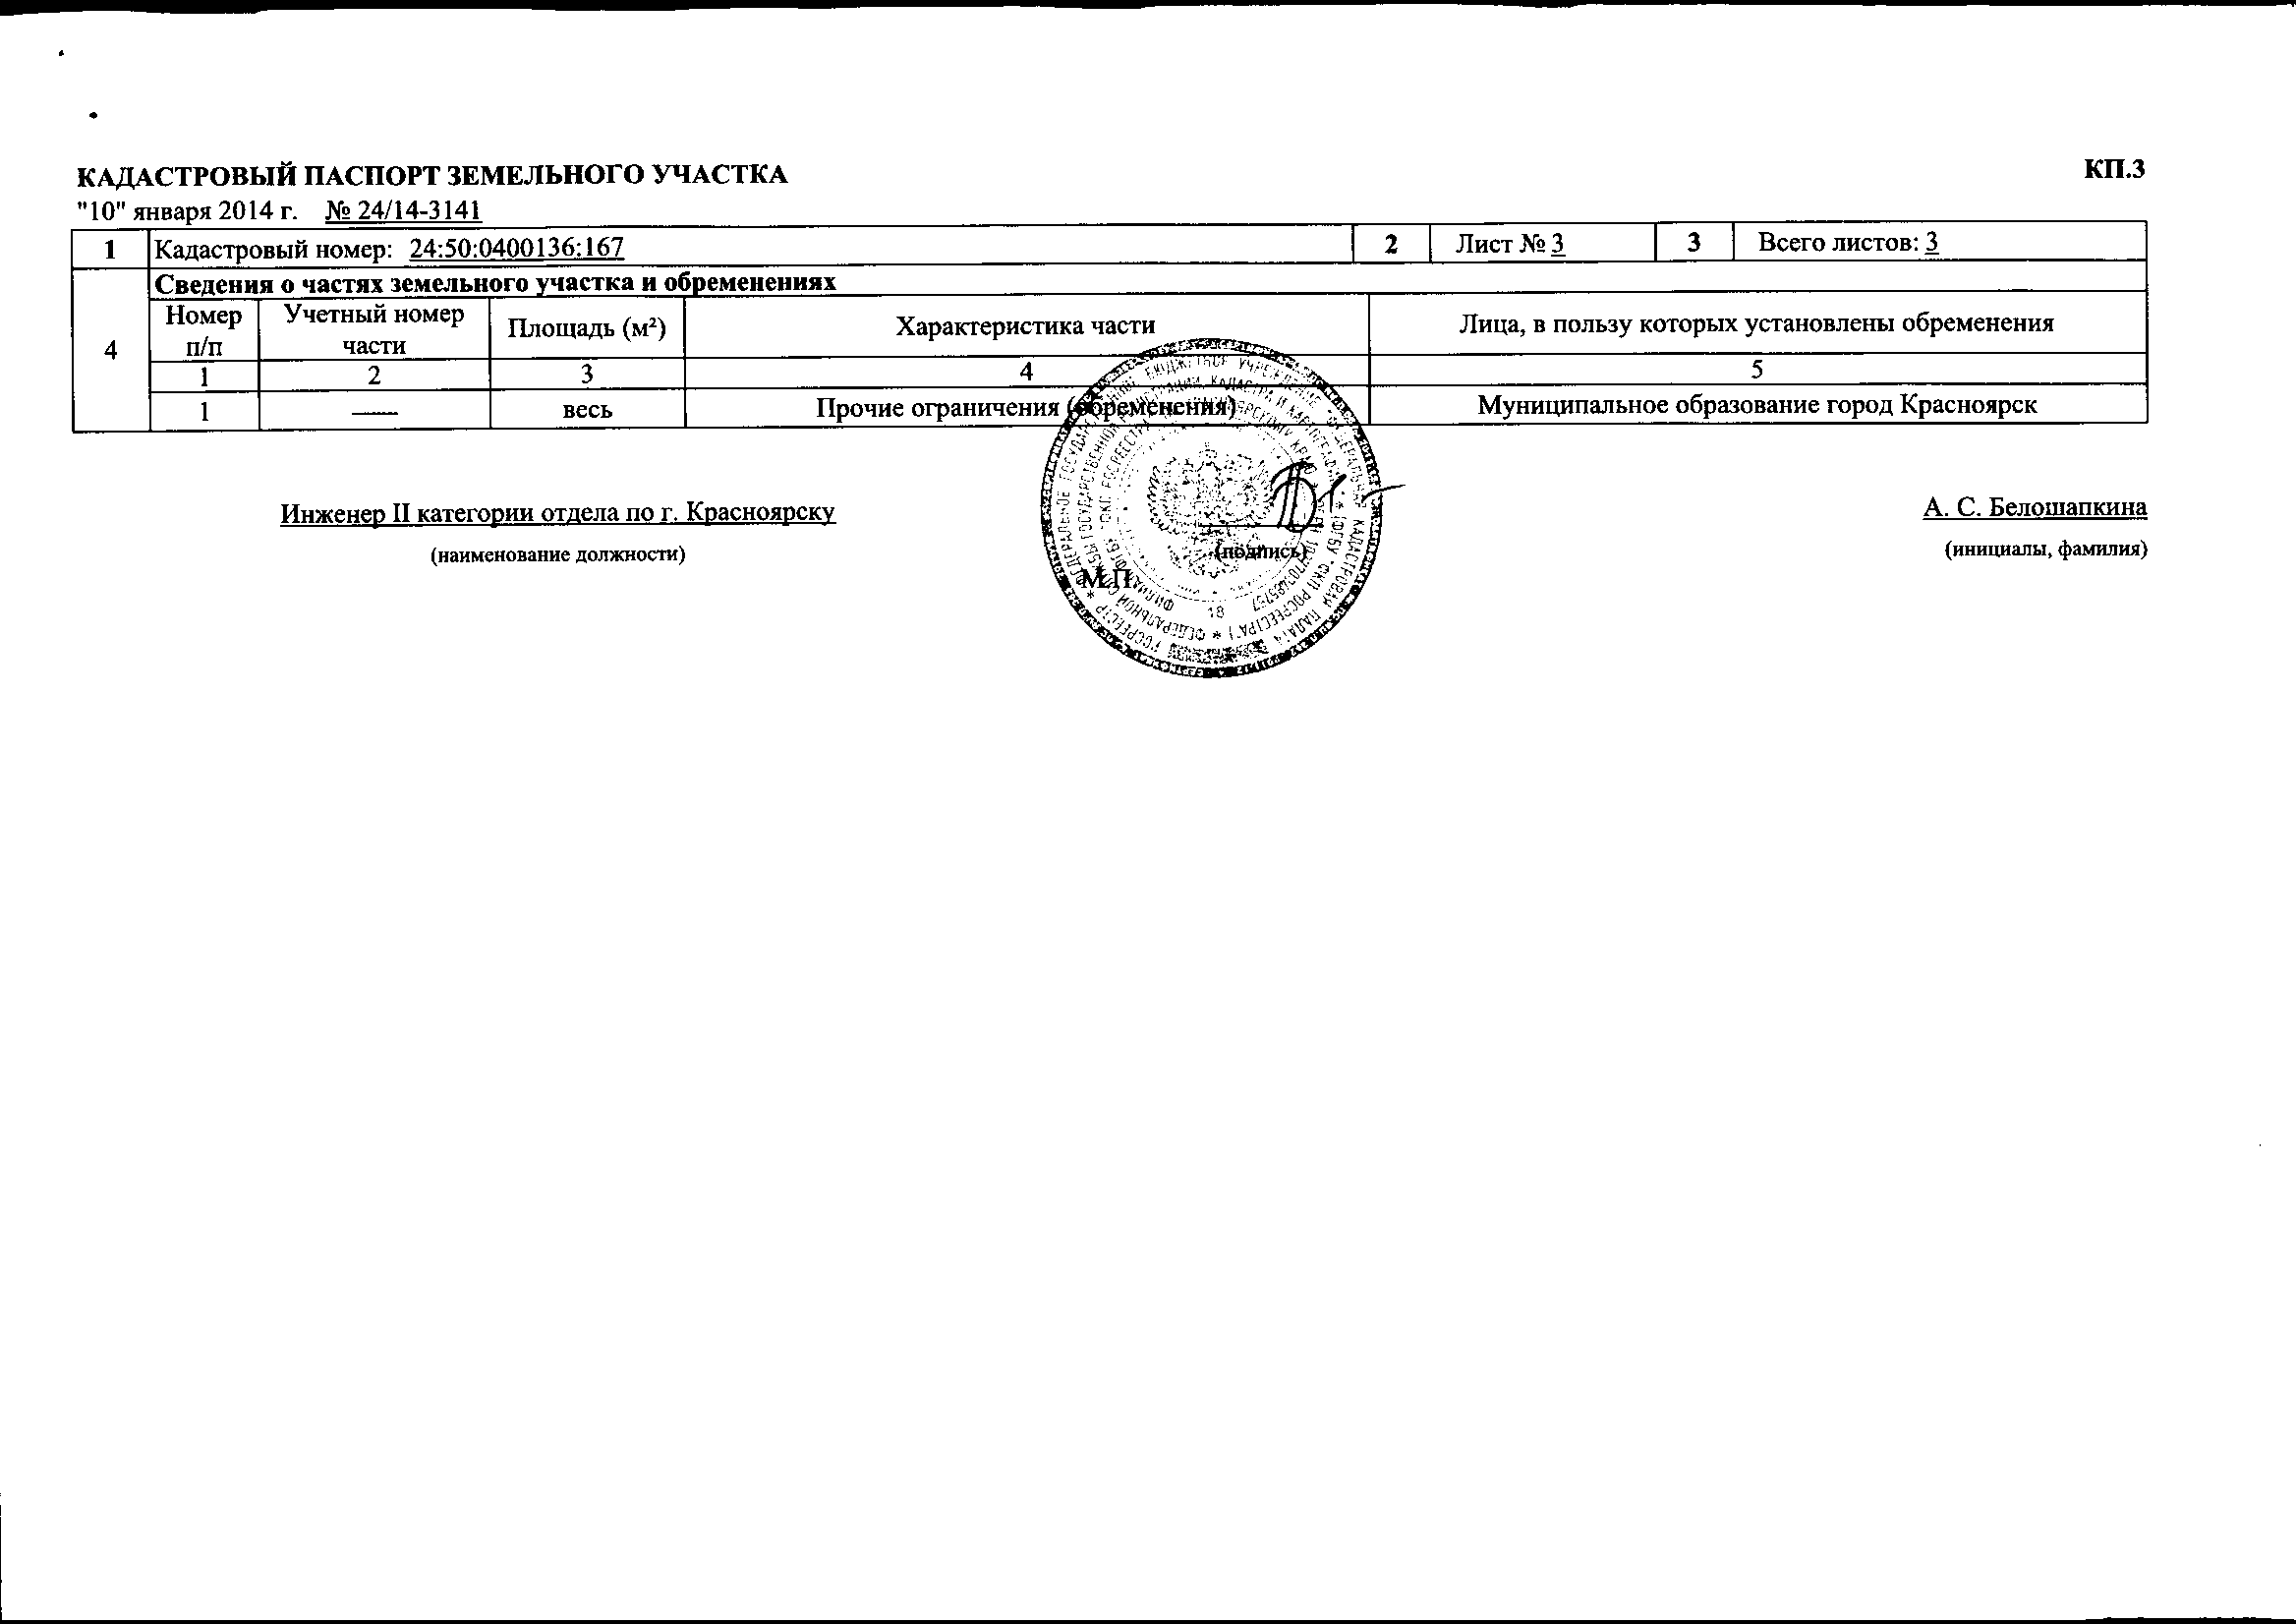 КАДАСТРОВЫЙ ПАСПОРТ ЗЕМЕЛЬНОГО УЧАСТКА
КП.3
"10" января 2014 г. № 24/14-3141
1 Кадастровый номер: 24:50:0400136:167 2 Лист № 3 3 Всего листов: 3
4 Сведения о частях земельного участка и обременениях
Номер п/п Учетный номер части Площадь (м²) Характеристика части Лица, в пользу которых установлены обременения
1 2 3 4 5
1 —— весь Прочие ограничения (обременения) Муниципальное образование город Красноярск
Инженер II категории отдела по г. Красноярску
А. С. Белошапкина
(наименование должности)
(подпись)
(инициалы, фамилия)
М.П.
18